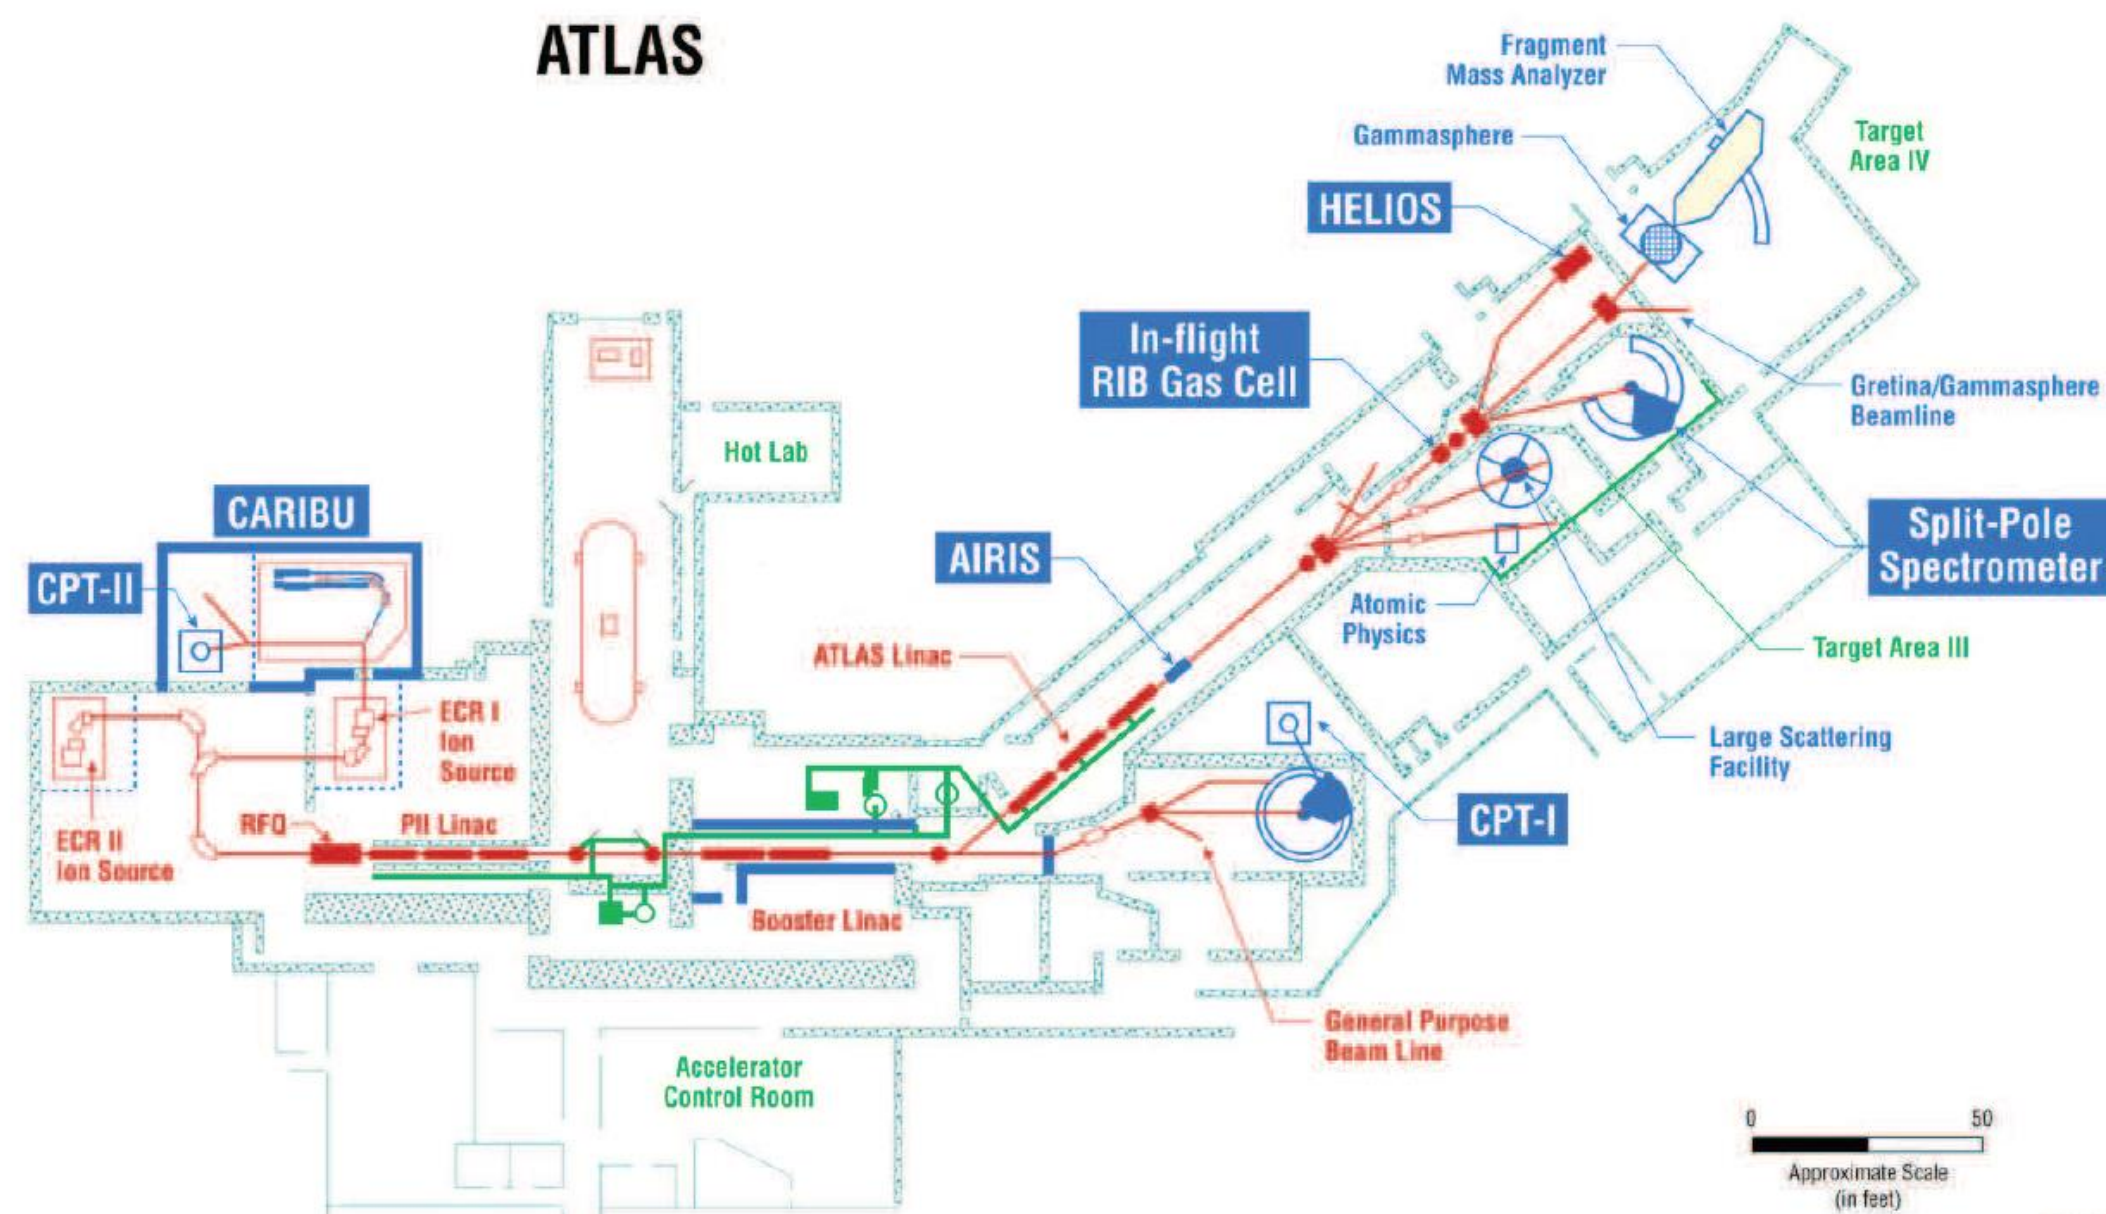 ATLAS
Fragment
Mass Analyzer
Gammasphere
Target
Area IV
HELIOS
In-flight
RIB Gas Cell
Gretina/Gammasphere
Beamline
Hot Lab
CARIBU
CPT-II
AIRIS
Split-Pole
Spectrometer
Atomic
Physics
ATLAS Linac
Target Area III
ECR I
Ion
Source
Large Scattering
Facility
ECR II
Ion Source
RFQ
PII Linac
CPT-I
Booster Linac
General Purpose
Beam Line
Accelerator
Control Room
0 50
Approximate Scale
(in feet)